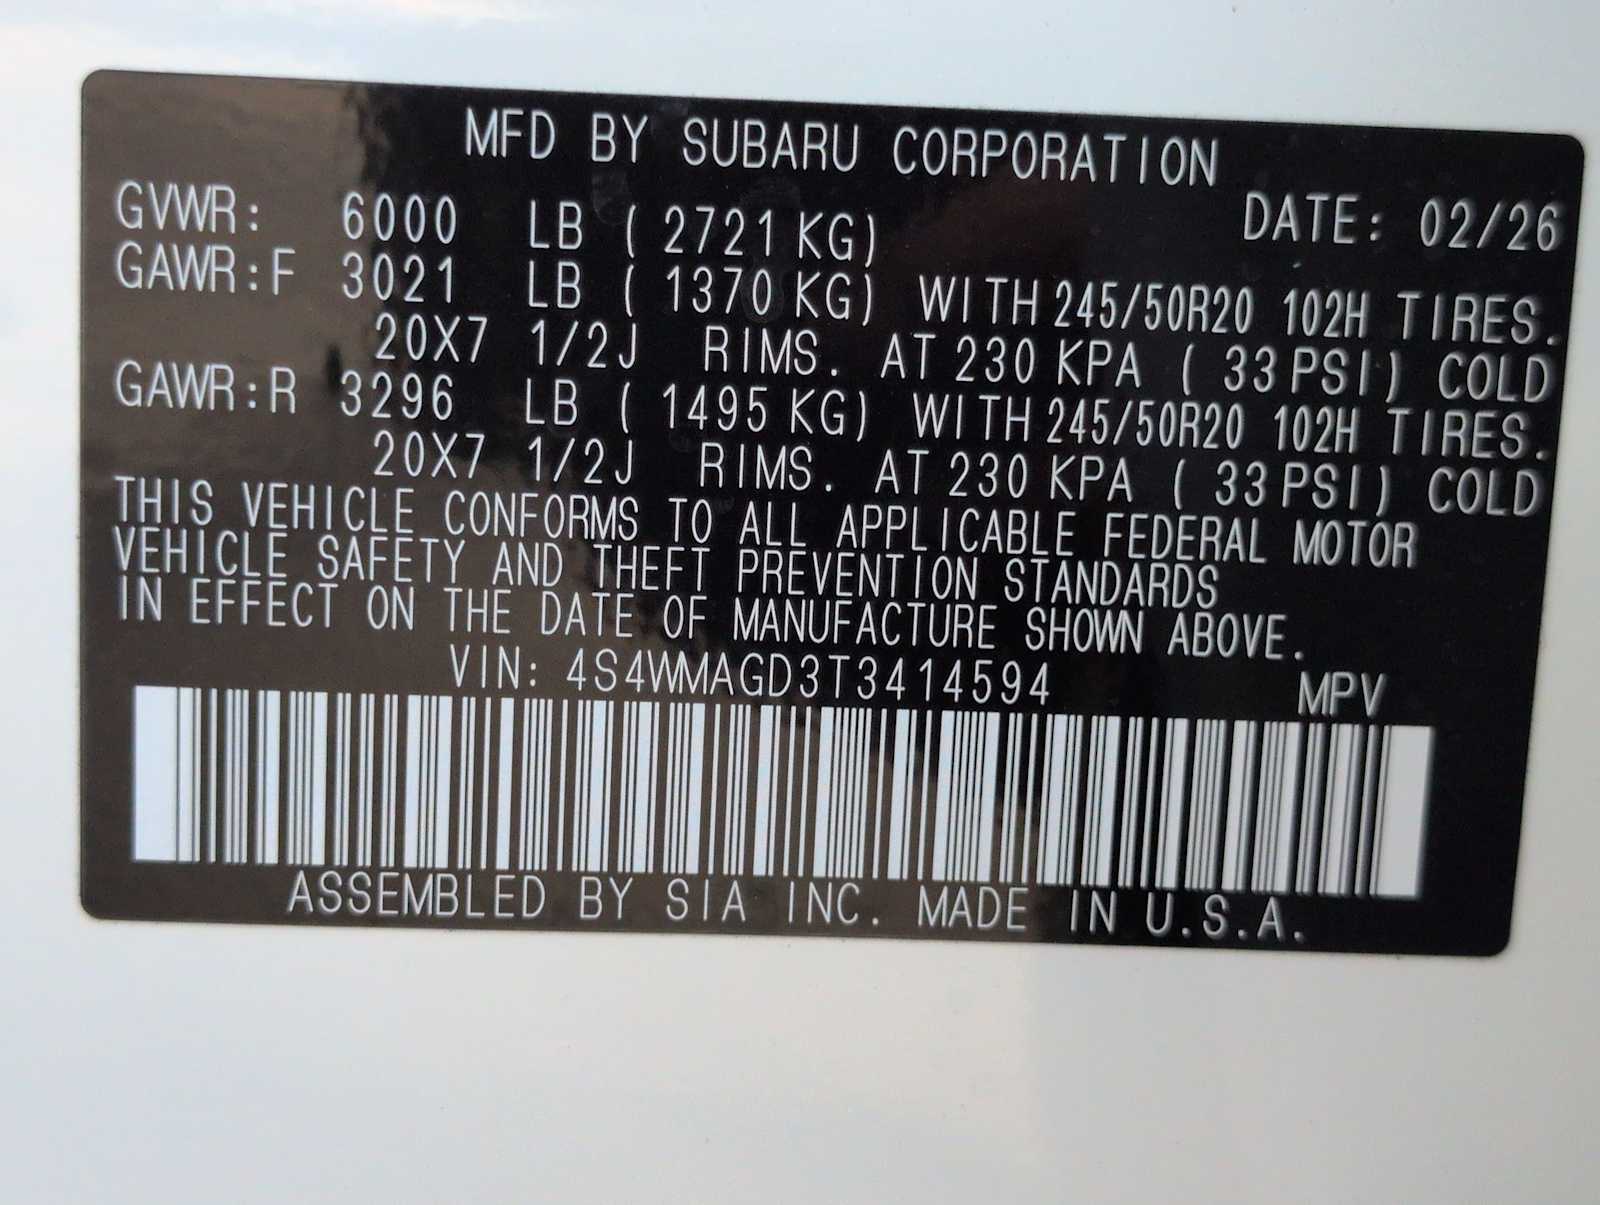 MFD BY SUBARU CORPORATION
GVWR: 6000 LB ( 2721 KG) DATE: 02/26
GAWR:F 3021 LB ( 1370 KG) WITH 245/50R20 102H TIRES.
20X7 1/2J RIMS. AT 230 KPA ( 33 PSI) COLD
GAWR:R 3296 LB ( 1495 KG) WITH 245/50R20 102H TIRES.
20X7 1/2J RIMS. AT 230 KPA ( 33 PSI) COLD
THIS VEHICLE CONFORMS TO ALL APPLICABLE FEDERAL MOTOR
VEHICLE SAFETY AND THEFT PREVENTION STANDARDS
IN EFFECT ON THE DATE OF MANUFACTURE SHOWN ABOVE.
VIN: 4S4WMAGD3T3414594 MPV
ASSEMBLED BY SIA INC. MADE IN U.S.A.